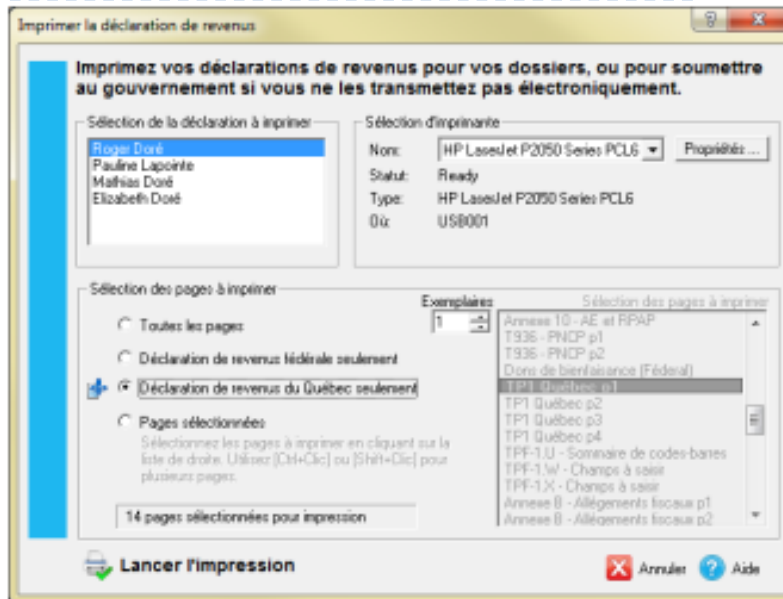 Imprimer la déclaration de revenus
Imprimez vos déclarations de revenus pour vos dossiers, ou pour soumettre
au gouvernement si vous ne les transmettez pas électroniquement.
Sélection de la déclaration à imprimer
Roger Doré
Pauline Lapointe
Mathias Doré
Elizabeth Doré
Sélection d'imprimante
Nom: HP LaserJet P2050 Series PCL6 Propriétés ...
Statut: Ready
Type: HP LaserJet P2050 Series PCL6
Où: USB001
Sélection des pages à imprimer
Toutes les pages
Déclaration de revenus fédérale seulement
Déclaration de revenus du Québec seulement
Pages sélectionnées
Sélectionnez les pages à imprimer en cliquant sur la
liste de droite. Utilisez [Ctrl+Clic] ou [Shift+Clic] pour
plusieurs pages.
14 pages sélectionnées pour impression
Exemplaires
1
Sélection des pages à imprimer
Annexe 10 - AE et RPAP
T936 - PNCP p1
T936 - PNCP p2
Dons de bienfaisance (Fédéral)
TP1 Québec p1
TP1 Québec p2
TP1 Québec p3
TP1 Québec p4
TPF-1.U - Sommaire de codes-barres
TPF-1.W - Champs à saisir
TPF-1.X - Champs à saisir
Annexe B - Allégements fiscaux p1
Annexe B - Allégements fiscaux p2
Lancer l'impression
Annuler
Aide